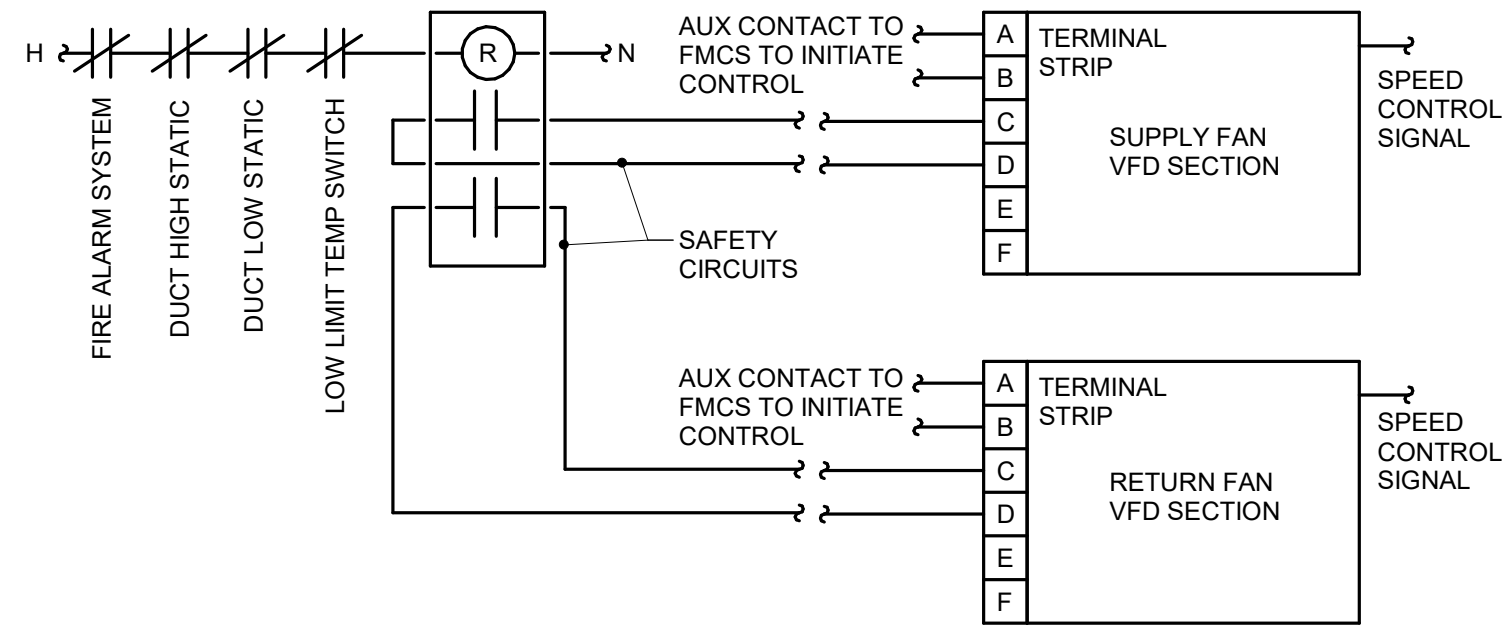 H
FIRE ALARM SYSTEM
DUCT HIGH STATIC
DUCT LOW STATIC
LOW LIMIT TEMP SWITCH
R
N
SAFETY
CIRCUITS
AUX CONTACT TO
FMCS TO INITIATE
CONTROL
A
B
C
D
E
F
TERMINAL
STRIP
SUPPLY FAN
VFD SECTION
SPEED
CONTROL
SIGNAL
AUX CONTACT TO
FMCS TO INITIATE
CONTROL
A
B
C
D
E
F
TERMINAL
STRIP
RETURN FAN
VFD SECTION
SPEED
CONTROL
SIGNAL